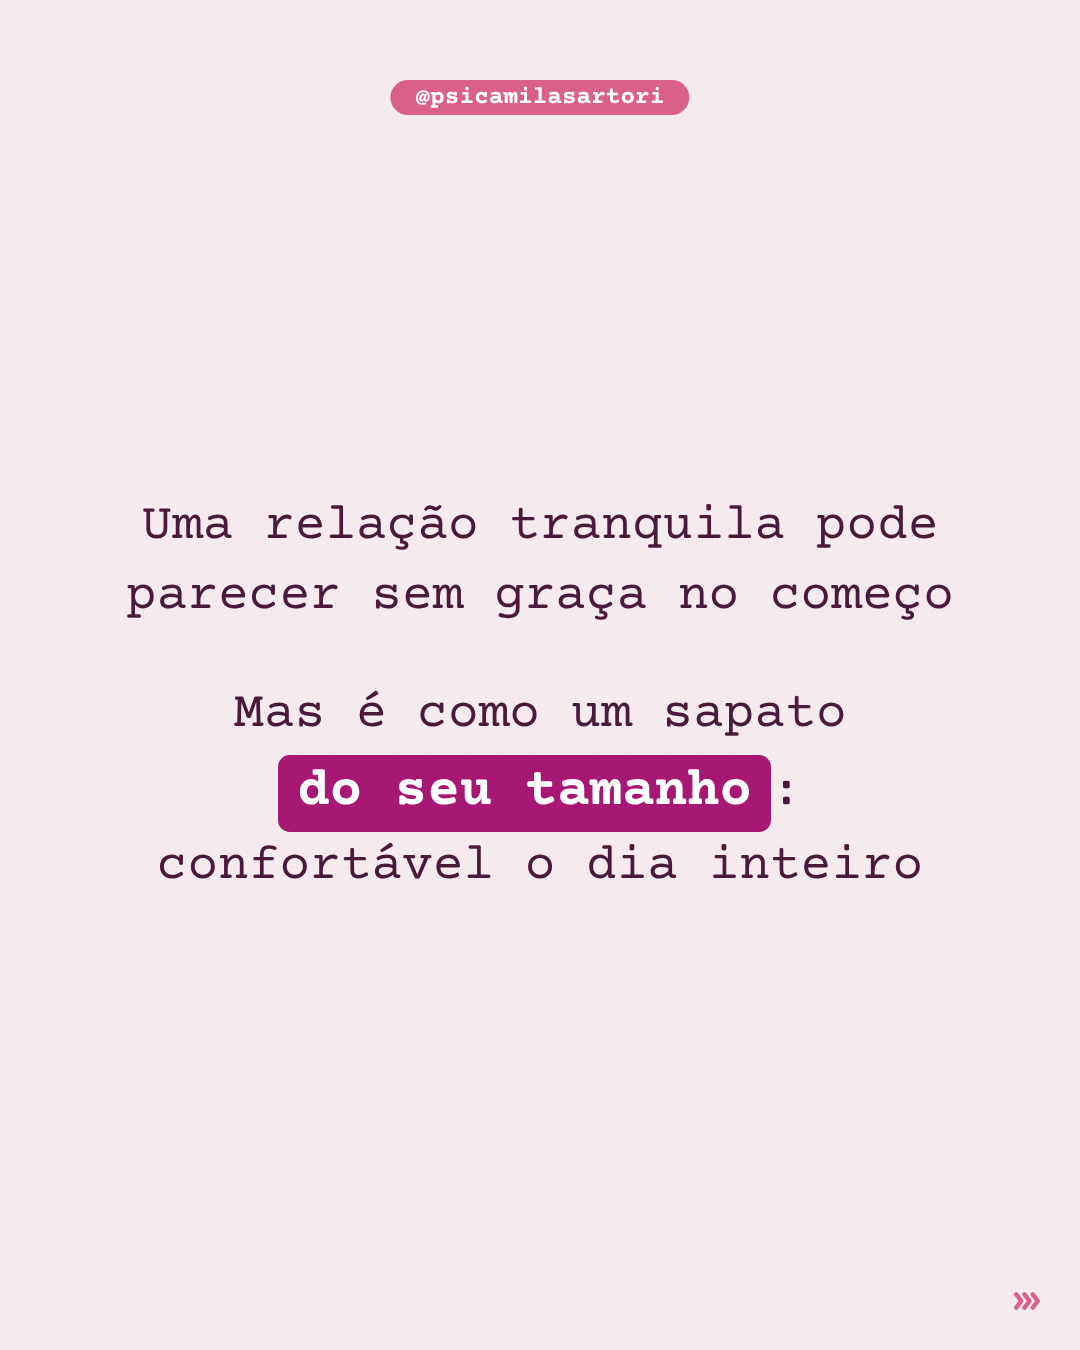 @psicamilasartori
Uma relação tranquila pode
parecer sem graça no começo
Mas é como um sapato
do seu tamanho:
confortável o dia inteiro